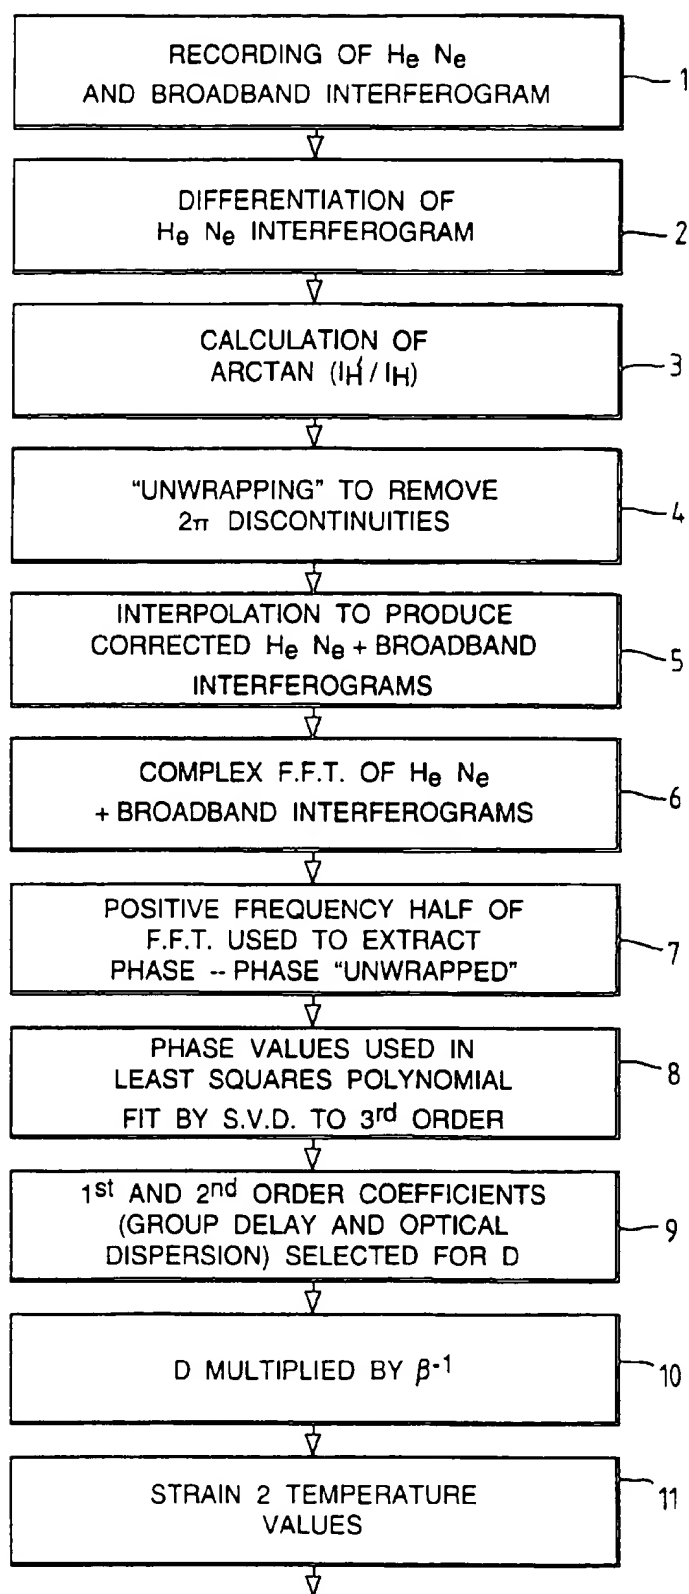 RECORDING OF He Ne
AND BROADBAND INTERFEROGRAM
1
DIFFERENTIATION OF
He Ne INTERFEROGRAM
2
CALCULATION OF
ARCTAN (IH'/IH)
3
"UNWRAPPING" TO REMOVE
2π DISCONTINUITIES
4
INTERPOLATION TO PRODUCE
CORRECTED He Ne + BROADBAND
INTERFEROGRAMS
5
COMPLEX F.F.T. OF He Ne
+ BROADBAND INTERFEROGRAMS
6
POSITIVE FREQUENCY HALF OF
F.F.T. USED TO EXTRACT
PHASE -- PHASE "UNWRAPPED"
7
PHASE VALUES USED IN
LEAST SQUARES POLYNOMIAL
FIT BY S.V.D. TO 3rd ORDER
8
1st AND 2nd ORDER COEFFICIENTS
(GROUP DELAY AND OPTICAL
DISPERSION) SELECTED FOR D
9
D MULTIPLIED BY β-1
10
STRAIN 2 TEMPERATURE
VALUES
11